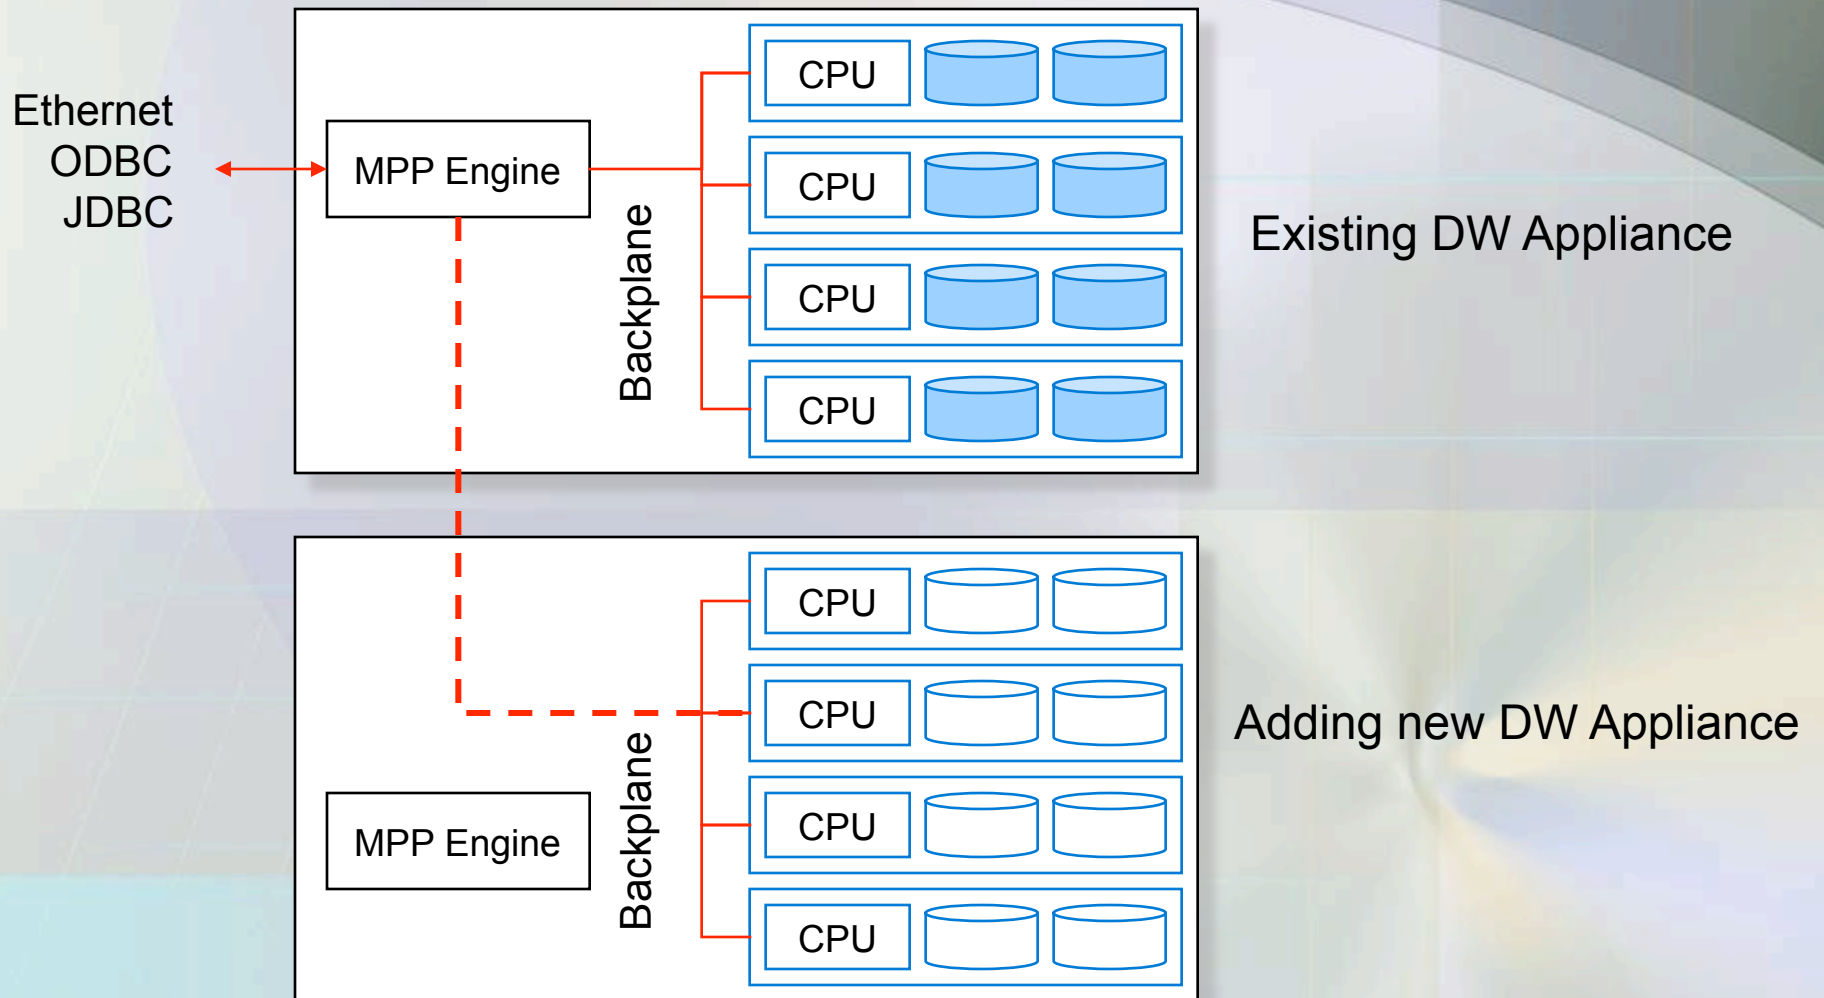 Ethernet
ODBC
JDBC
MPP Engine
Backplane
CPU
CPU
CPU
CPU
Existing DW Appliance
MPP Engine
Backplane
CPU
CPU
CPU
CPU
Adding new DW Appliance